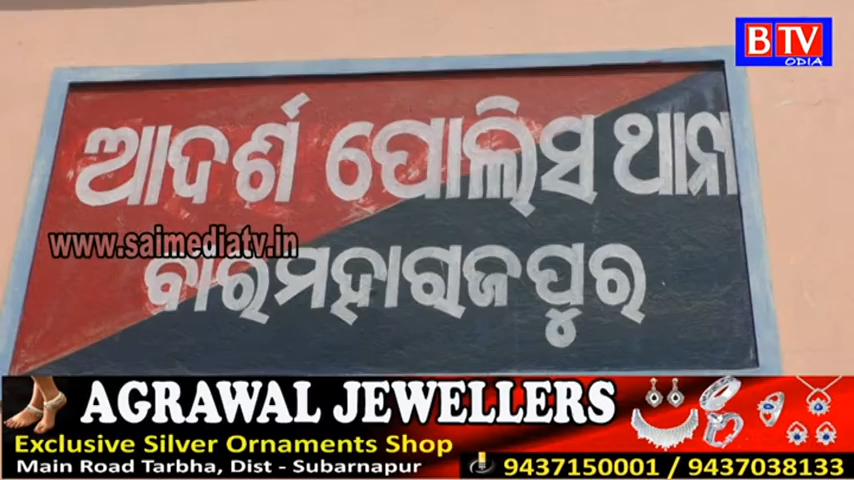 BTV
ODIA
ଆଦର୍ଶ ପୋଲିସ ଥାନା
www.saimediatv.in
ବୀରମହାରାଜପୁର
AGRAWAL JEWELLERS
Exclusive Silver Ornaments Shop
Main Road Tarbha, Dist - Subarnapur
9437150001 / 9437038133